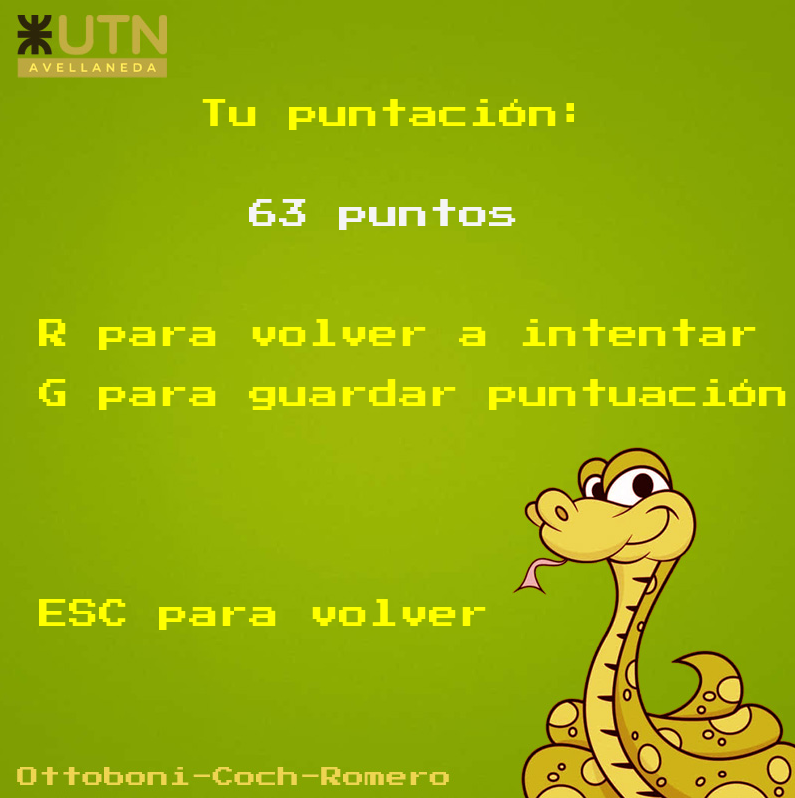 UTN
AVELLANEDA
Tu puntación:
63 puntos
R para volver a intentar
G para guardar puntuación
ESC para volver
Ottoboni-Coch-Romero